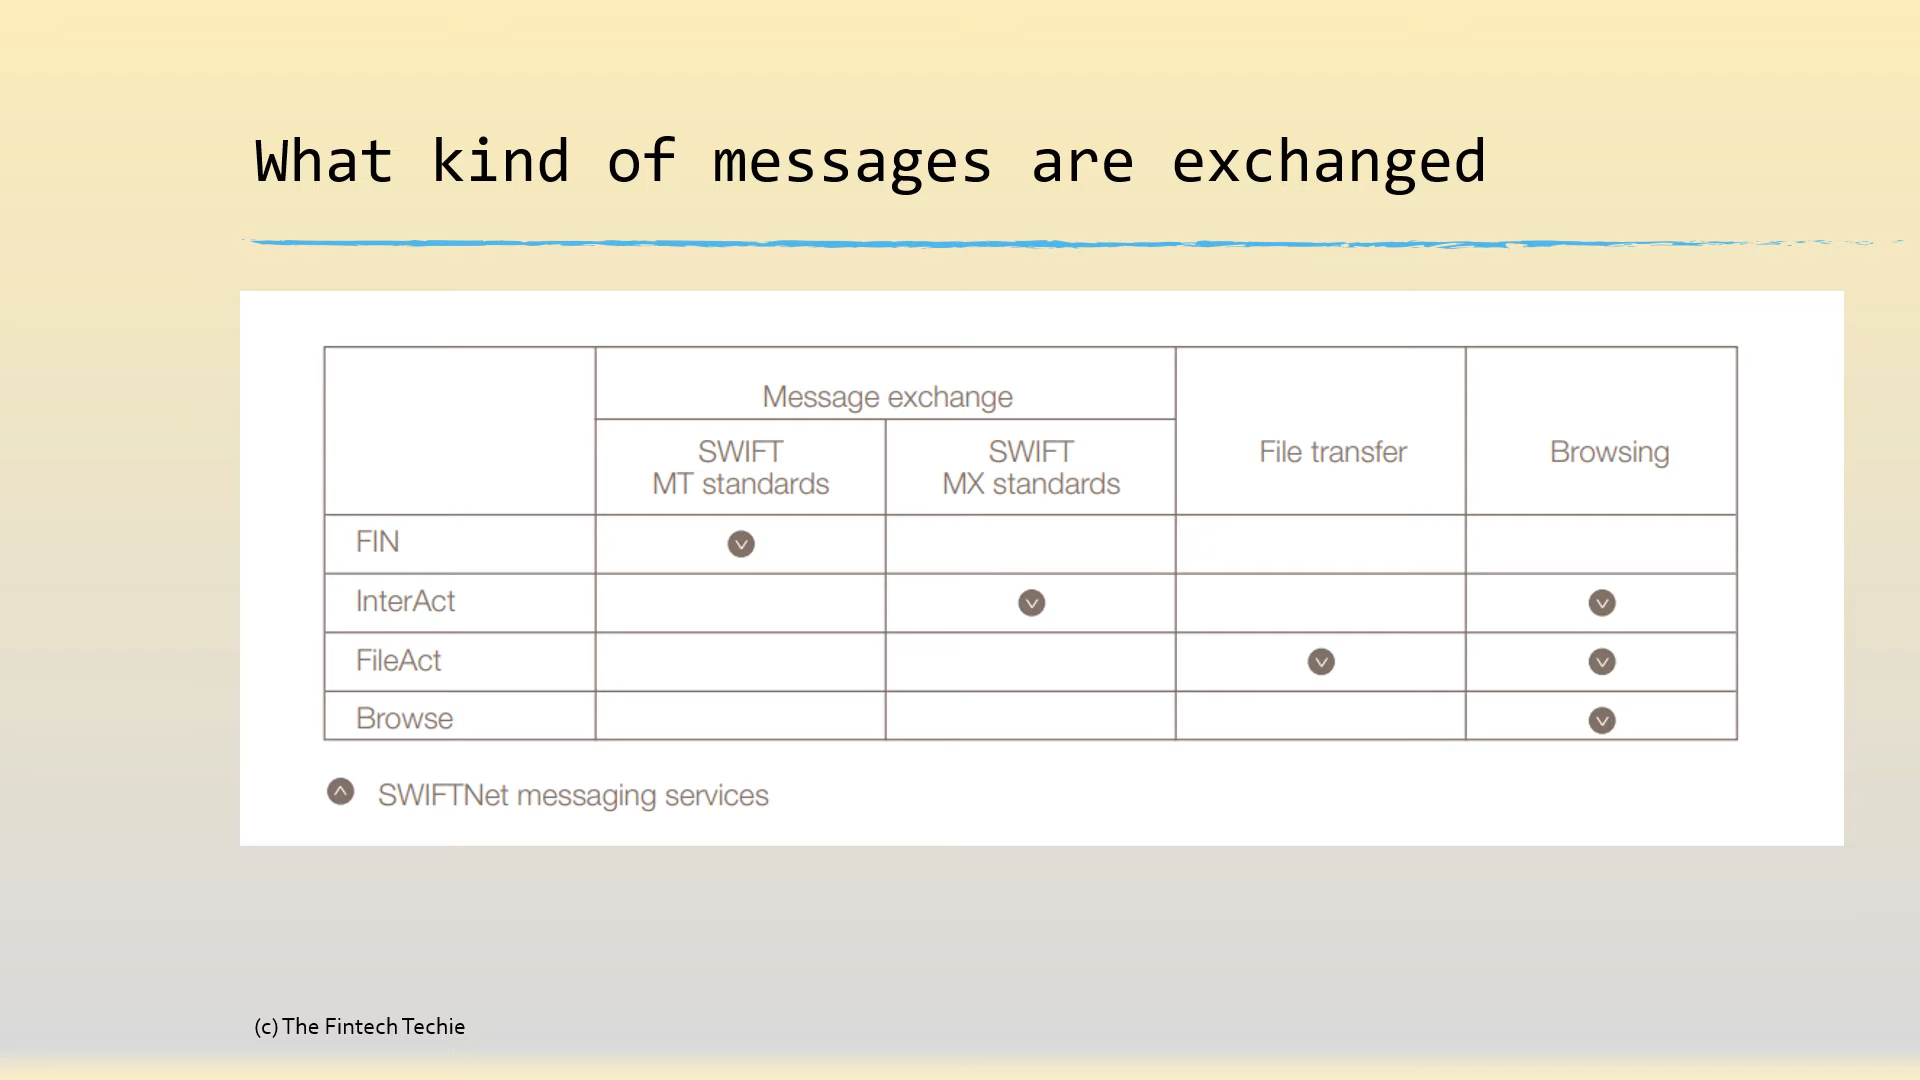 What kind of messages are exchanged
Message exchange
SWIFT
MT standards
SWIFT
MX standards
File transfer
Browsing
FIN
InterAct
FileAct
Browse
SWIFTNet messaging services
(c) The Fintech Techie